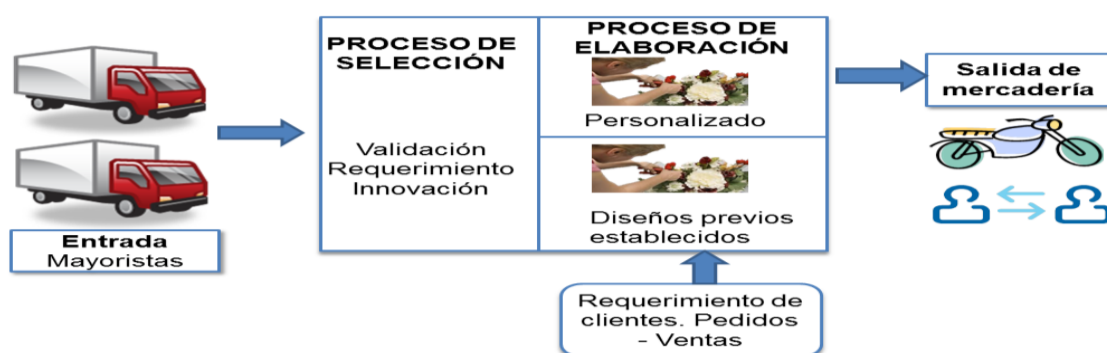 Entrada
Mayoristas
PROCESO DE
SELECCIÓN
Validación
Requerimiento
Innovación
PROCESO DE
ELABORACIÓN
Personalizado
Diseños previos
establecidos
Requerimiento de
clientes. Pedidos
- Ventas
Salida de
mercadería